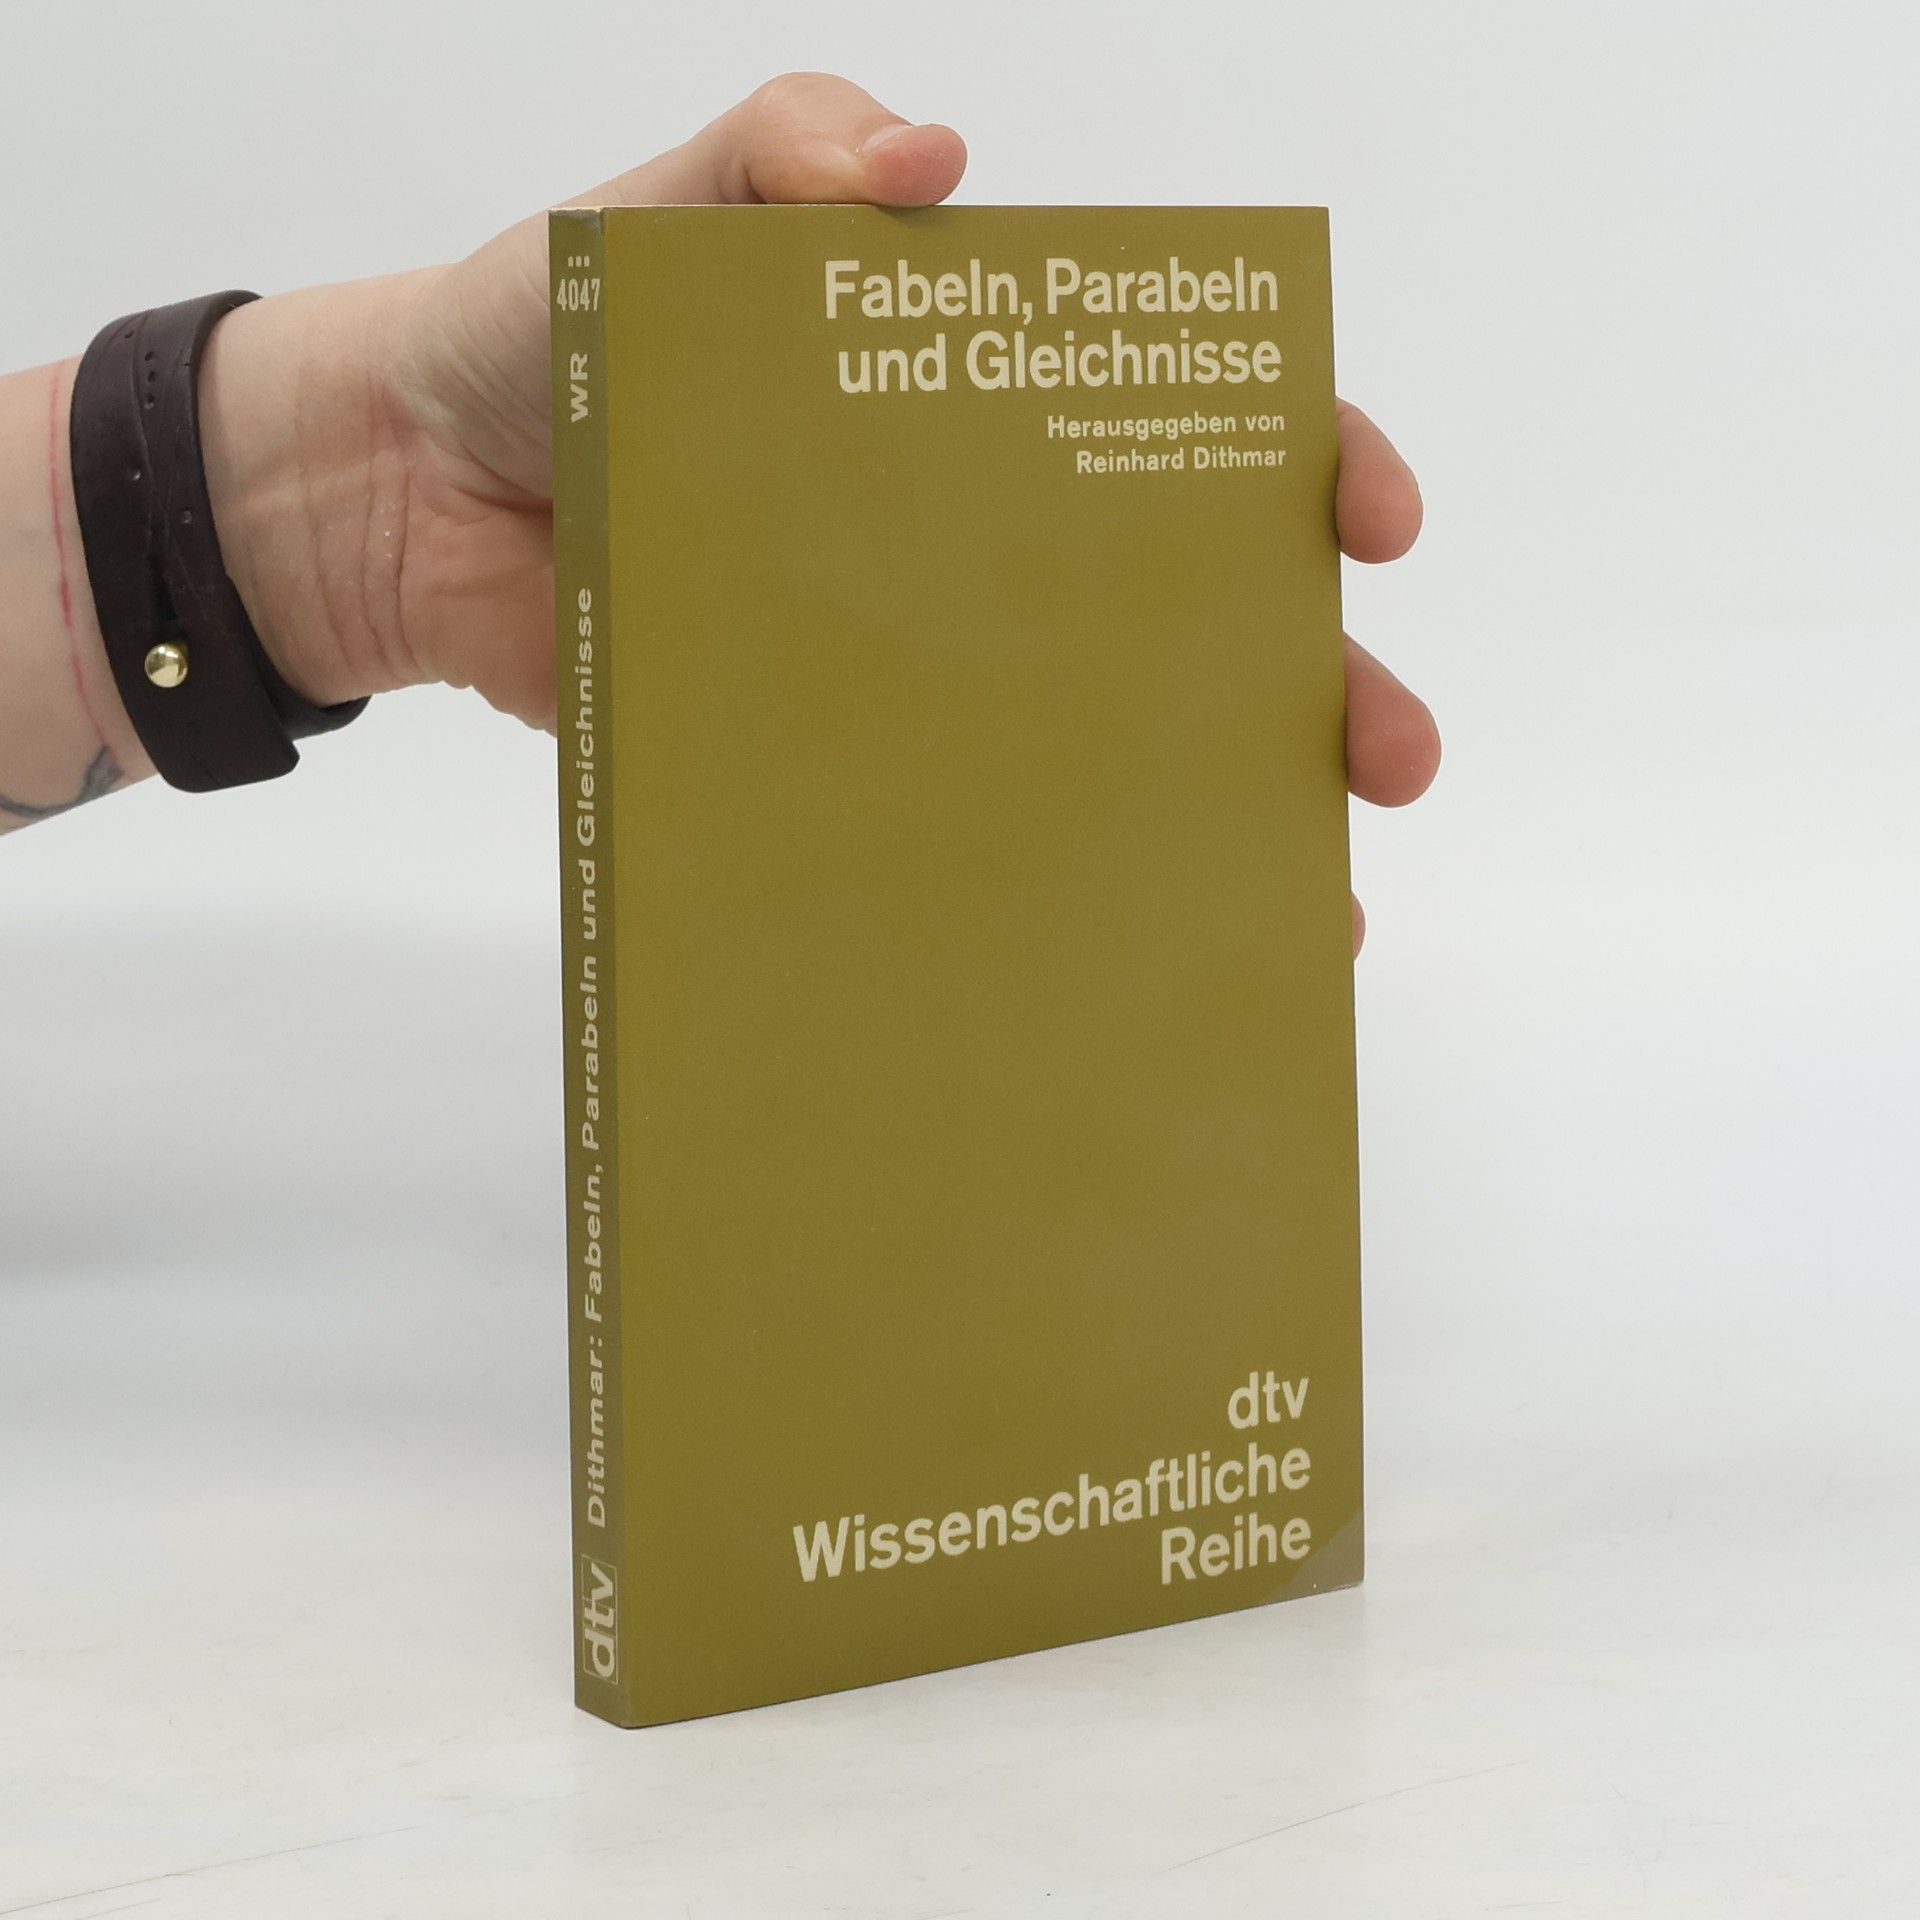 Fabeln, Parabeln
und Gleichnisse
Herausgegeben von
Reinhard Dithmar
dtv
Wissenschaftliche
Reihe
4047
WR
Dithmar: Fabeln, Parabeln und Gleichnisse
dtv